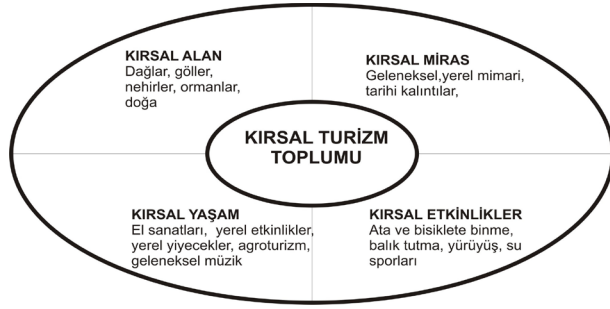 KIRSAL ALAN
Dağlar, göller,
nehirler, ormanlar,
doğa
KIRSAL MİRAS
Geleneksel,yerel mimari,
tarihi kalıntılar,
KIRSAL TURİZM
TOPLUMU
KIRSAL YAŞAM
El sanatları,  yerel etkinlikler,
yerel yiyecekler, agroturizm,
geleneksel müzik
KIRSAL ETKİNLİKLER
Ata ve bisiklete binme,
balık tutma, yürüyüş, su
sporları